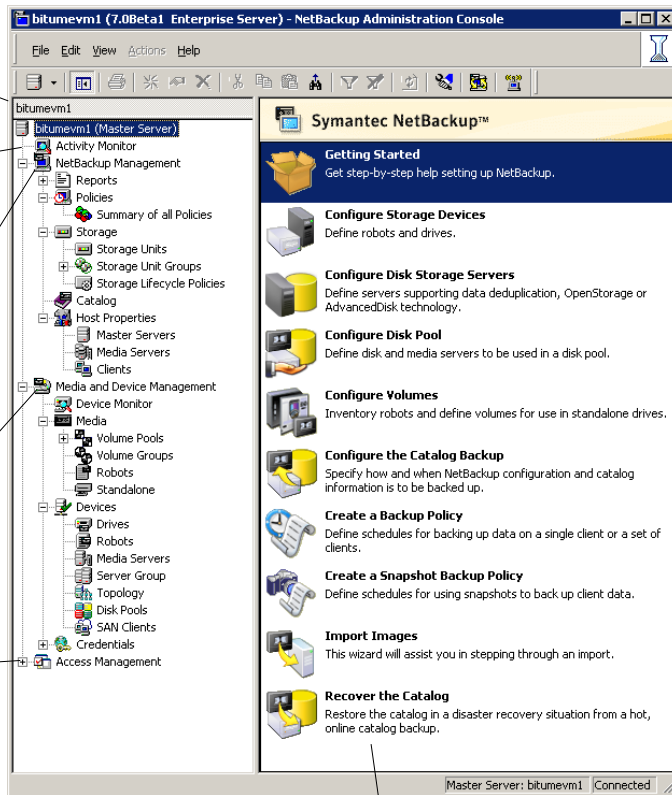 bitumevm1 (7.0Beta1 Enterprise Server) - NetBackup Administration Console
File Edit View Actions Help
bitumevm1
bitumevm1 (Master Server)
Activity Monitor
NetBackup Management
Reports
Policies
Summary of all Policies
Storage
Storage Units
Storage Unit Groups
Storage Lifecycle Policies
Catalog
Host Properties
Master Servers
Media Servers
Clients
Media and Device Management
Device Monitor
Media
Volume Pools
Volume Groups
Robots
Standalone
Devices
Drives
Robots
Media Servers
Server Group
Topology
Disk Pools
SAN Clients
Credentials
Access Management
Symantec NetBackup™
Getting Started
Get step-by-step help setting up NetBackup.
Configure Storage Devices
Define robots and drives.
Configure Disk Storage Servers
Define servers supporting data deduplication, OpenStorage or
AdvancedDisk technology.
Configure Disk Pool
Define disk and media servers to be used in a disk pool.
Configure Volumes
Inventory robots and define volumes for use in standalone drives.
Configure the Catalog Backup
Specify how and when NetBackup configuration and catalog
information is to be backed up.
Create a Backup Policy
Define schedules for backing up data on a single client or a set of
clients.
Create a Snapshot Backup Policy
Define schedules for using snapshots to back up client data.
Import Images
This wizard will assist you in stepping through an import.
Recover the Catalog
Restore the catalog in a disaster recovery situation from a hot,
online catalog backup.
Master Server: bitumevm1 Connected